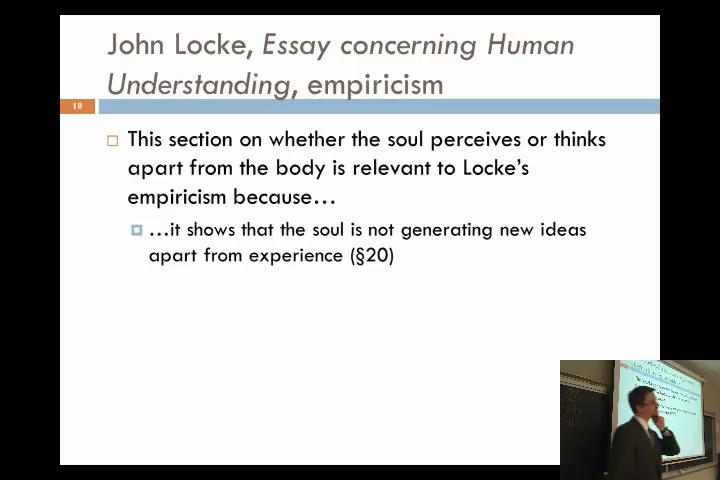 John Locke, Essay concerning Human
Understanding, empiricism
18
This section on whether the soul perceives or thinks
apart from the body is relevant to Locke's
empiricism because…
…it shows that the soul is not generating new ideas
apart from experience (§20)